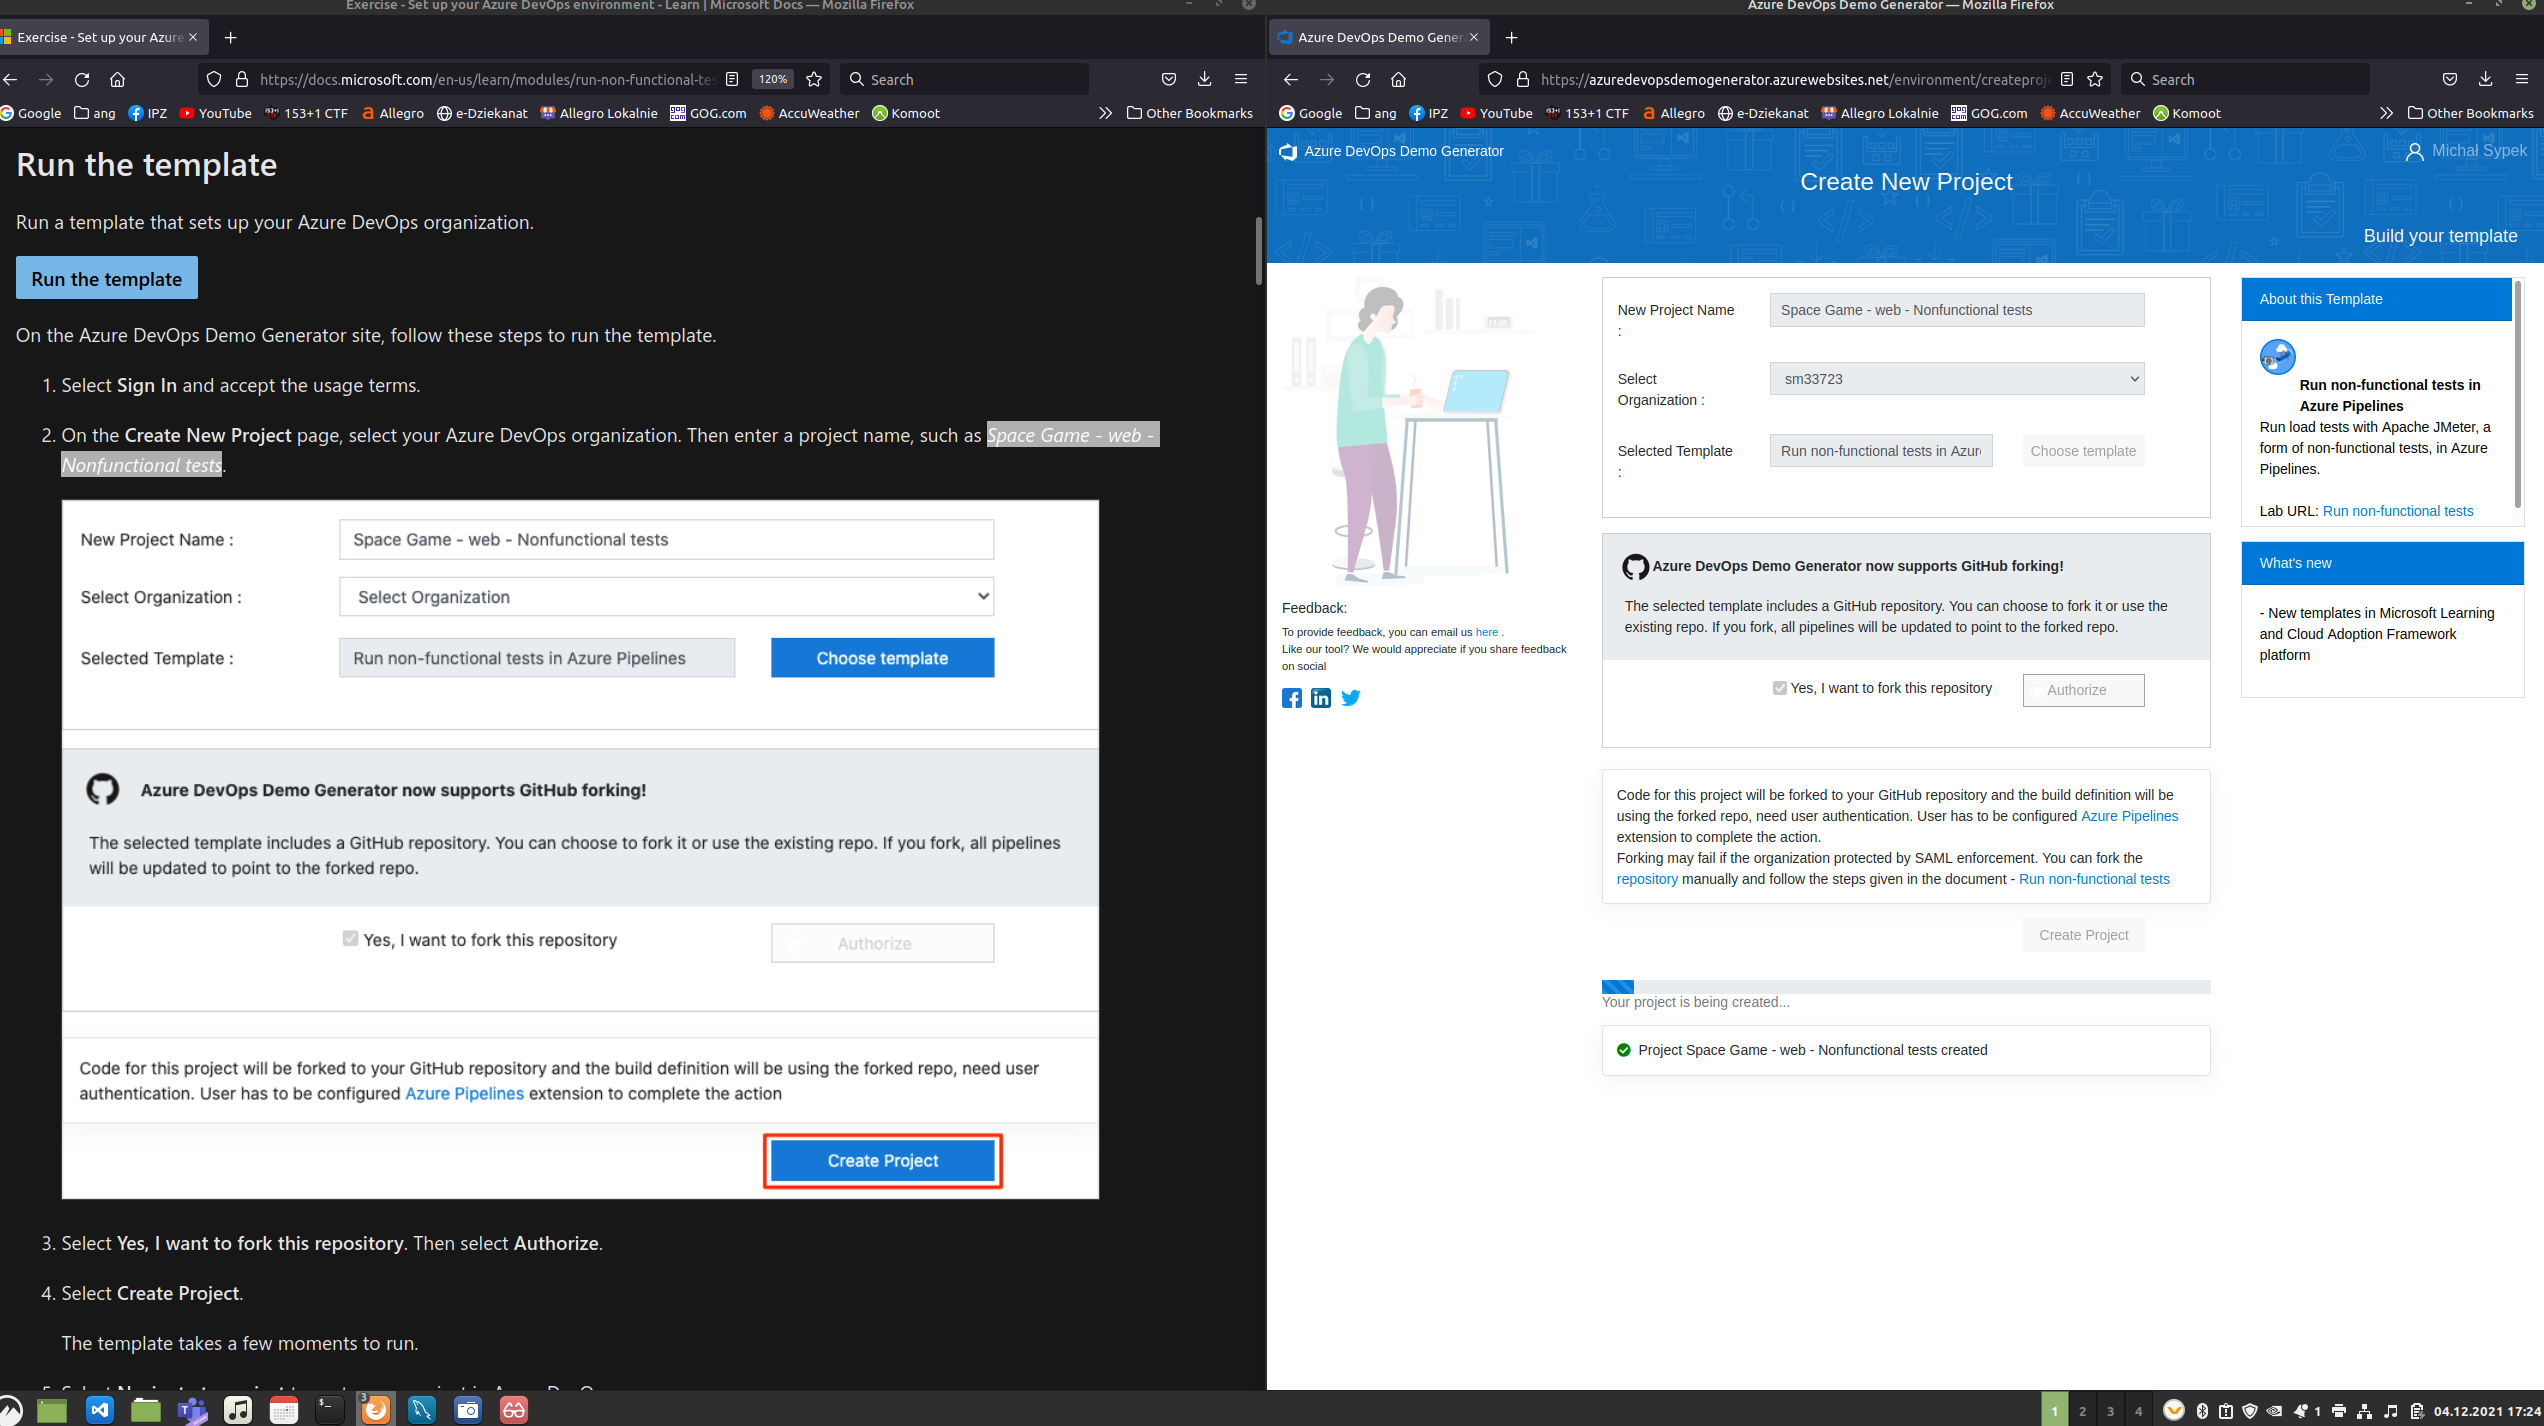 Exercise - Set up your Azure DevOps environment - Learn | Microsoft Docs — Mozilla Firefox
Exercise - Set up your Azure
https://docs.microsoft.com/en-us/learn/modules/run-non-functional-tes
120%
Search
Google
ang
IPZ
YouTube
153+1 CTF
Allegro
e-Dziekanat
Allegro Lokalnie
GOG.com
AccuWeather
Komoot
Other Bookmarks
Run the template
Run a template that sets up your Azure DevOps organization.
Run the template
On the Azure DevOps Demo Generator site, follow these steps to run the template.
1. Select Sign In and accept the usage terms.
2. On the Create New Project page, select your Azure DevOps organization. Then enter a project name, such as Space Game - web -
Nonfunctional tests.
New Project Name :
Space Game - web - Nonfunctional tests
Select Organization :
Select Organization
Selected Template :
Run non-functional tests in Azure Pipelines
Choose template
Azure DevOps Demo Generator now supports GitHub forking!
The selected template includes a GitHub repository. You can choose to fork it or use the existing repo. If you fork, all pipelines
will be updated to point to the forked repo.
Yes, I want to fork this repository
Authorize
Code for this project will be forked to your GitHub repository and the build definition will be using the forked repo, need user
authentication. User has to be configured Azure Pipelines extension to complete the action
Create Project
3. Select Yes, I want to fork this repository. Then select Authorize.
4. Select Create Project.
The template takes a few moments to run.
Azure DevOps Demo Generator — Mozilla Firefox
Azure DevOps Demo Gener
https://azuredevopsdemogenerator.azurewebsites.net/environment/createproj
Search
Google
ang
IPZ
YouTube
153+1 CTF
Allegro
e-Dziekanat
Allegro Lokalnie
GOG.com
AccuWeather
Komoot
Other Bookmarks
Azure DevOps Demo Generator
Michał Sypek
Create New Project
Build your template
New Project Name
:
Space Game - web - Nonfunctional tests
Select
Organization :
sm33723
Selected Template
:
Run non-functional tests in Azur
Choose template
Azure DevOps Demo Generator now supports GitHub forking!
The selected template includes a GitHub repository. You can choose to fork it or use the
existing repo. If you fork, all pipelines will be updated to point to the forked repo.
Yes, I want to fork this repository
Authorize
Code for this project will be forked to your GitHub repository and the build definition will be
using the forked repo, need user authentication. User has to be configured Azure Pipelines
extension to complete the action.
Forking may fail if the organization protected by SAML enforcement. You can fork the
repository manually and follow the steps given in the document - Run non-functional tests
Create Project
Your project is being created...
Project Space Game - web - Nonfunctional tests created
Feedback:
To provide feedback, you can email us here .
Like our tool? We would appreciate if you share feedback
on social
About this Template
Run non-functional tests in
Azure Pipelines
Run load tests with Apache JMeter, a
form of non-functional tests, in Azure
Pipelines.
Lab URL: Run non-functional tests
What's new
- New templates in Microsoft Learning
and Cloud Adoption Framework
platform
3
1
2
3
4
1
04.12.2021 17:24